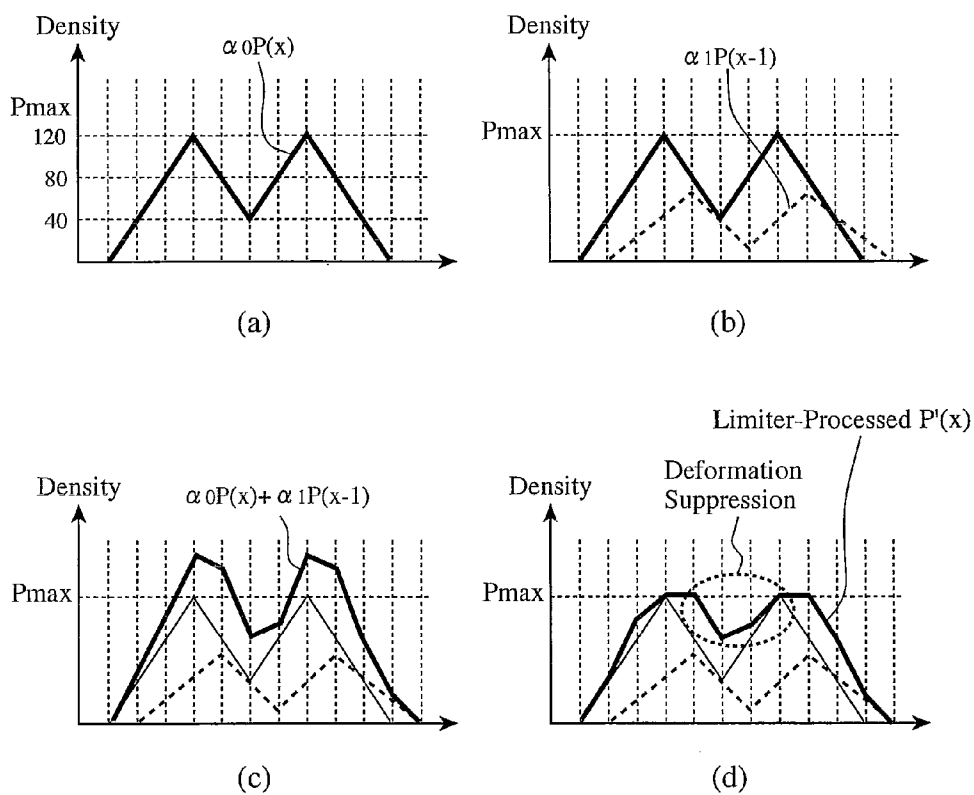 Density
α0P(x)
Pmax
120
80
40
(a)
Density
α1P(x-1)
Pmax
(b)
Density
α0P(x)+ α1P(x-1)
Pmax
(c)
Limiter-Processed P'(x)
Deformation
Suppression
Density
Pmax
(d)